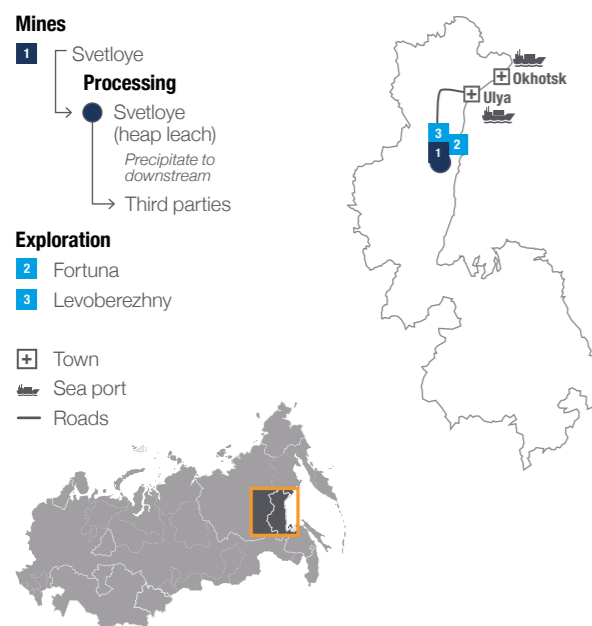 Mines
1 Svetloye
Processing
Svetloye
(heap leach)
Precipitate to
downstream
Third parties
Exploration
2 Fortuna
3 Levoberezhny
Town
Sea port
Roads
Okhotsk
Ulya
3
2
1